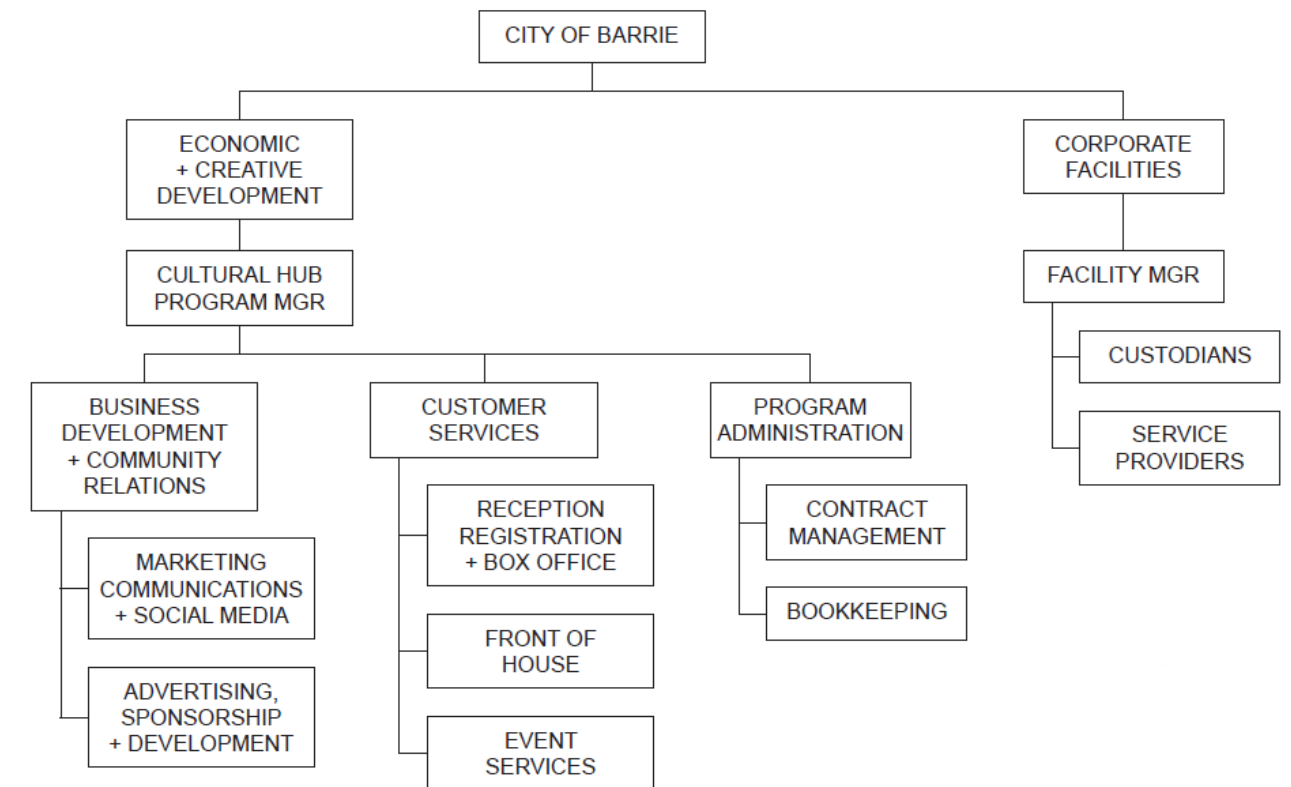 CITY OF BARRIE
ECONOMIC
+ CREATIVE
DEVELOPMENT
CORPORATE
FACILITIES
CULTURAL HUB
PROGRAM MGR
FACILITY MGR
CUSTODIANS
SERVICE
PROVIDERS
BUSINESS
DEVELOPMENT
+ COMMUNITY
RELATIONS
MARKETING
COMMUNICATIONS
+ SOCIAL MEDIA
ADVERTISING,
SPONSORSHIP
+ DEVELOPMENT
CUSTOMER
SERVICES
RECEPTION
REGISTRATION
+ BOX OFFICE
FRONT OF
HOUSE
EVENT
SERVICES
PROGRAM
ADMINISTRATION
CONTRACT
MANAGEMENT
BOOKKEEPING